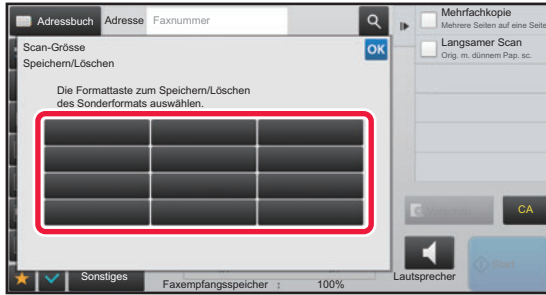 Adressbuch Adresse Faxnummer
Mehrfachkopie
Mehrere Seiten auf eine Seite
Scan-Grösse
OK
Langsamer Scan
Speichern/Löschen
Orig. m. dünnem Pap. sc.
Die Formattaste zum Speichern/Löschen
des Sonderformats auswählen.
CA
Start
Sonstiges
Lautsprecher
Faxempfangsspeicher : 100%